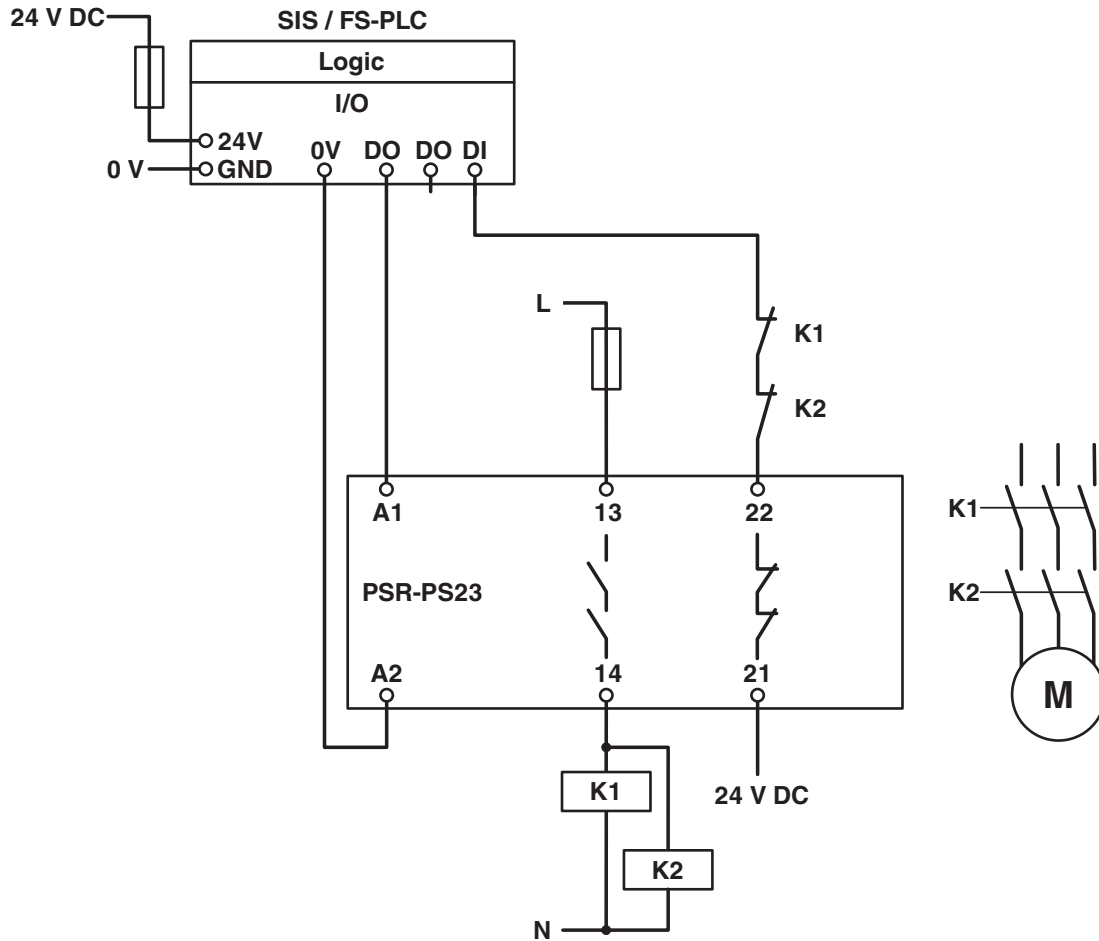 24 V DC
SIS / FS-PLC
Logic
I/O
24V
0V DO DO DI
0 V
GND
L
K1
K2
A1
13
22
K1
PSR-PS23
K2
A2
14
21
M
K1
24 V DC
K2
N